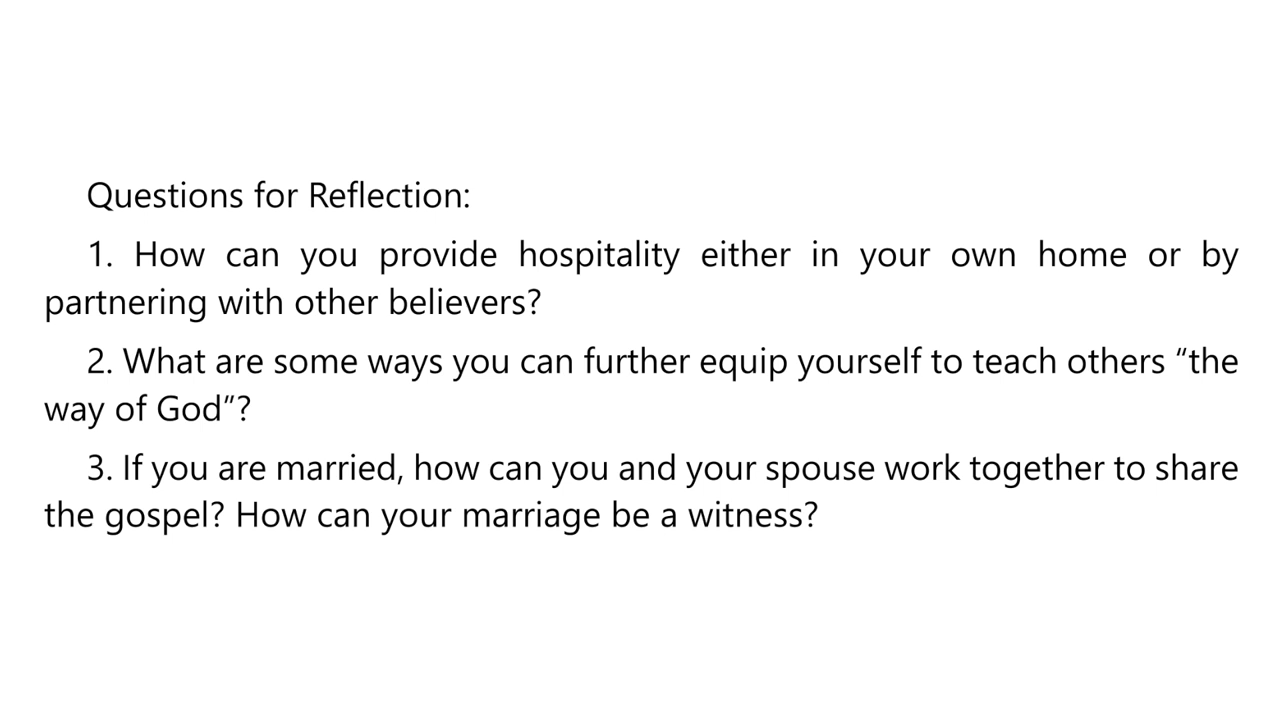 Questions for Reflection:
1. How can you provide hospitality either in your own home or by
partnering with other believers?
2. What are some ways you can further equip yourself to teach others “the
way of God”?
3. If you are married, how can you and your spouse work together to share
the gospel? How can your marriage be a witness?